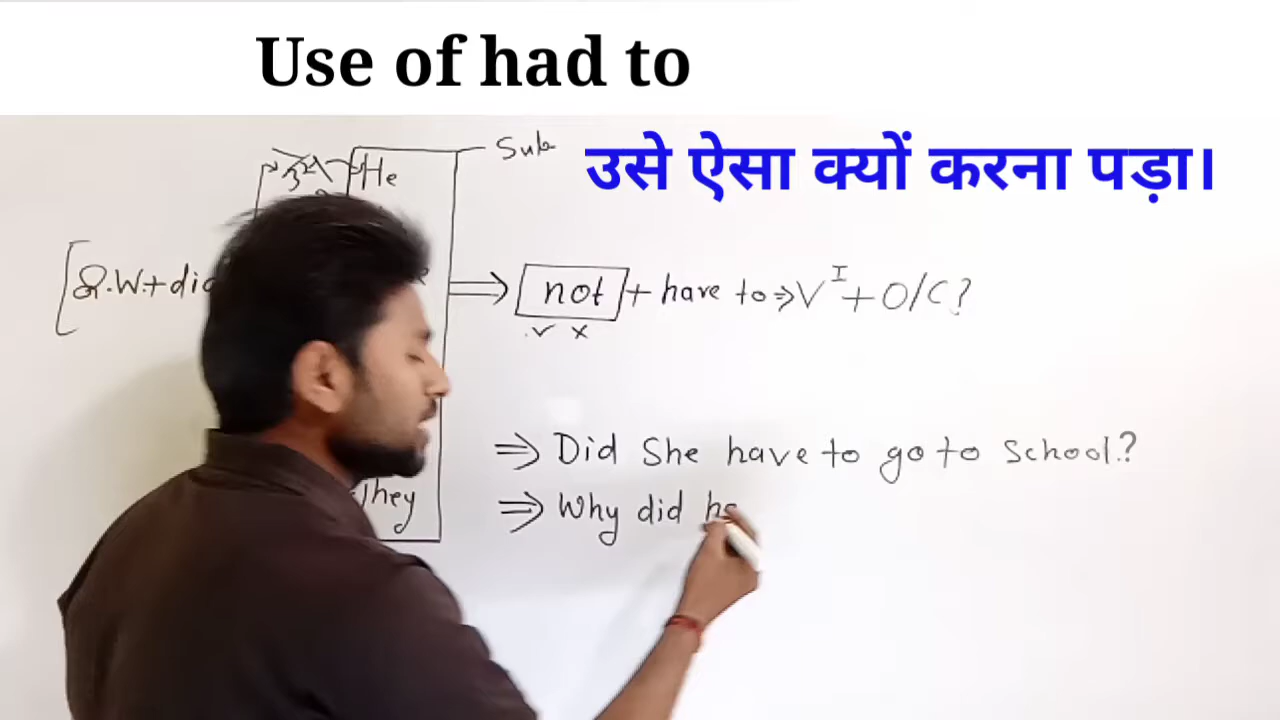 Use of had to
उसे ऐसा क्यों करना पड़ा।
Sub
He
[Q.W.+did
⇒ not + have to ⇒ V^I + O/C?
✓ ×
⇒ Did She have to go to School.?
They
⇒ Why did he